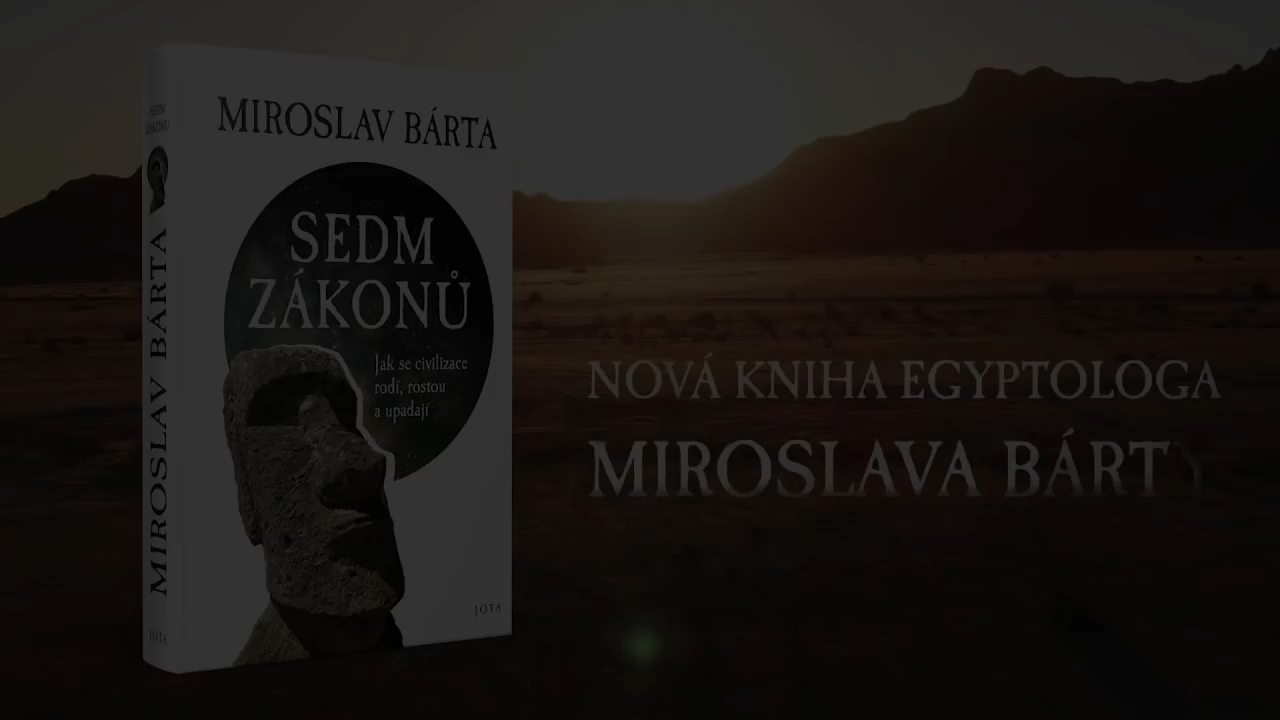 SEDM
ZÁKONŮ
MIROSLAV BÁRTA
JOTA
MIROSLAV BÁRTA
SEDM
ZÁKONŮ
Jak se civilizace
rodí, rostou
a upadají
JOTA
NOVÁ KNIHA EGYPTOLOGA
MIROSLAVA BÁRTY